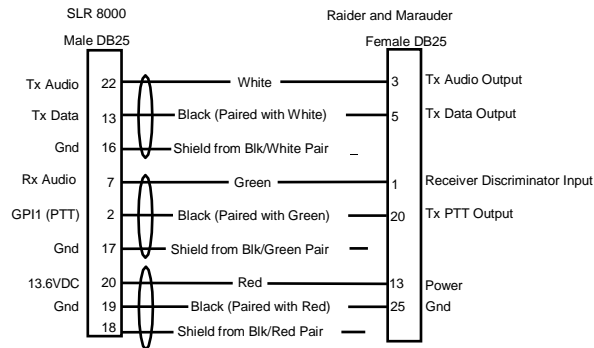 SLR 8000 Raider and Marauder
Male DB25 Female DB25
Tx Audio 22 White 3 Tx Audio Output
Tx Data 13 Black (Paired with White) 5 Tx Data Output
Gnd 16 Shield from Blk/White Pair
Rx Audio 7 Green 1 Receiver Discriminator Input
GPI1 (PTT) 2 Black (Paired with Green) 20 Tx PTT Output
Gnd 17 Shield from Blk/Green Pair
13.6VDC 20 Red 13 Power
Gnd 19 Black (Paired with Red) 25 Gnd
18 Shield from Blk/Red Pair